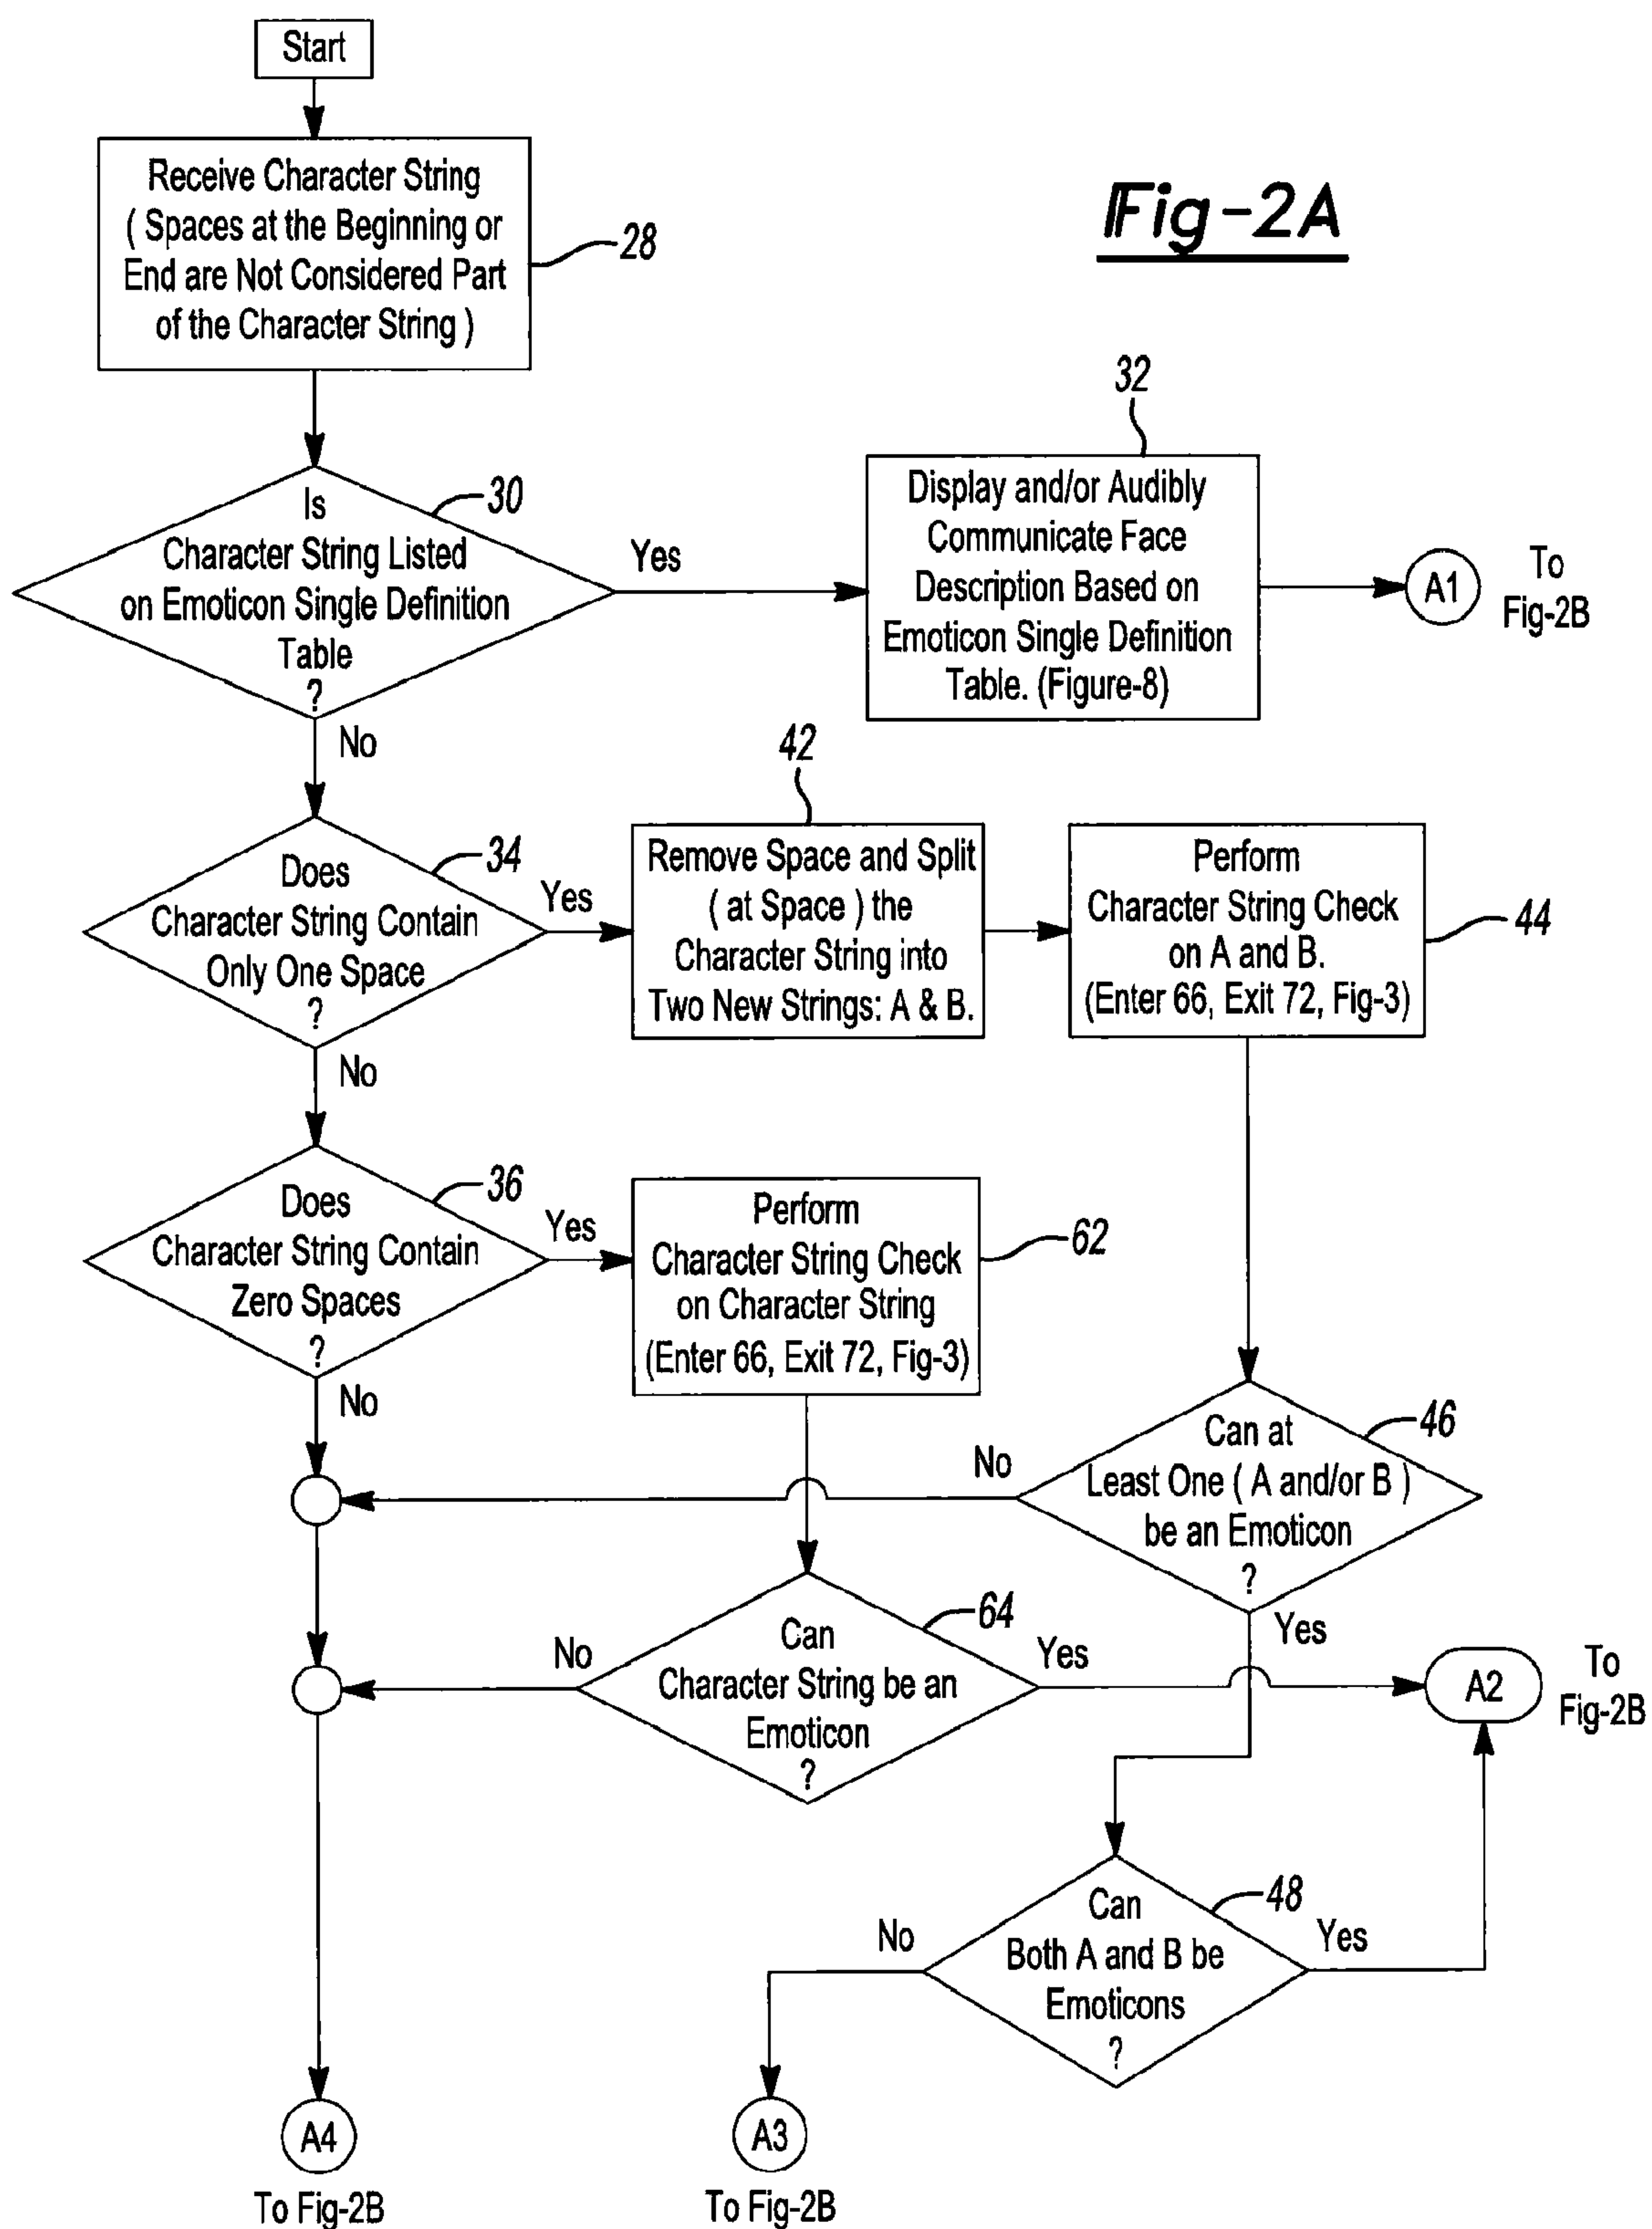 Start
Receive Character String
( Spaces at the Beginning or
End are Not Considered Part
of the Character String )
28
Fig-2A
Is
Character String Listed
on Emoticon Single Definition
Table
?
30
Yes
No
32
Display and/or Audibly
Communicate Face
Description Based on
Emoticon Single Definition
Table. (Figure-8)
A1
To
Fig-2B
Does
Character String Contain
Only One Space
?
34
Yes
No
42
Remove Space and Split
( at Space ) the
Character String into
Two New Strings: A & B.
Perform
Character String Check
on A and B.
(Enter 66, Exit 72, Fig-3)
44
Does
Character String Contain
Zero Spaces
?
36
Yes
No
Perform
Character String Check
on Character String
(Enter 66, Exit 72, Fig-3)
62
Can at
Least One ( A and/or B )
be an Emoticon
?
46
No
Yes
Can
Character String be an
Emoticon
?
64
No
Yes
A2
To
Fig-2B
Can
Both A and B be
Emoticons
?
48
No
Yes
A4
To Fig-2B
A3
To Fig-2B